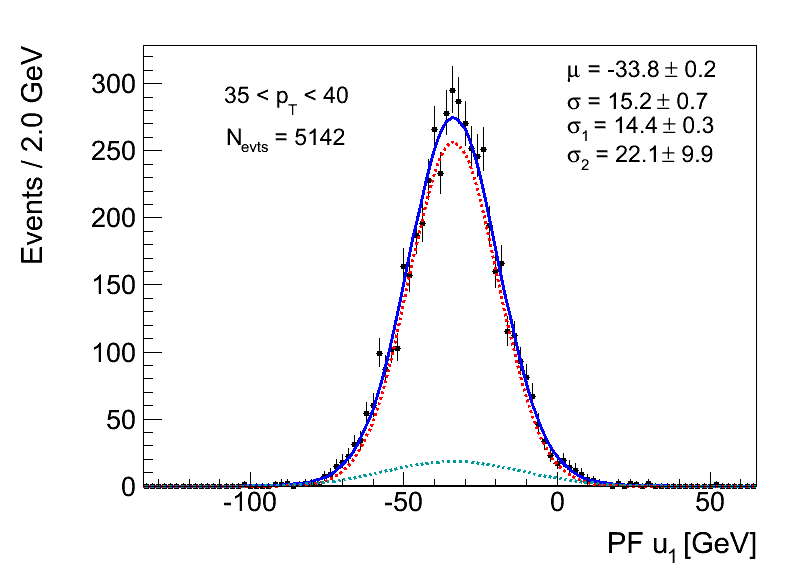 35 < p_T < 40
N_evts = 5142
μ = -33.8 ± 0.2
σ = 15.2 ± 0.7
σ_1 = 14.4 ± 0.3
σ_2 = 22.1 ± 9.9
Events / 2.0 GeV
300
250
200
150
100
50
0
-100
-50
0
50
PF u_1 [GeV]